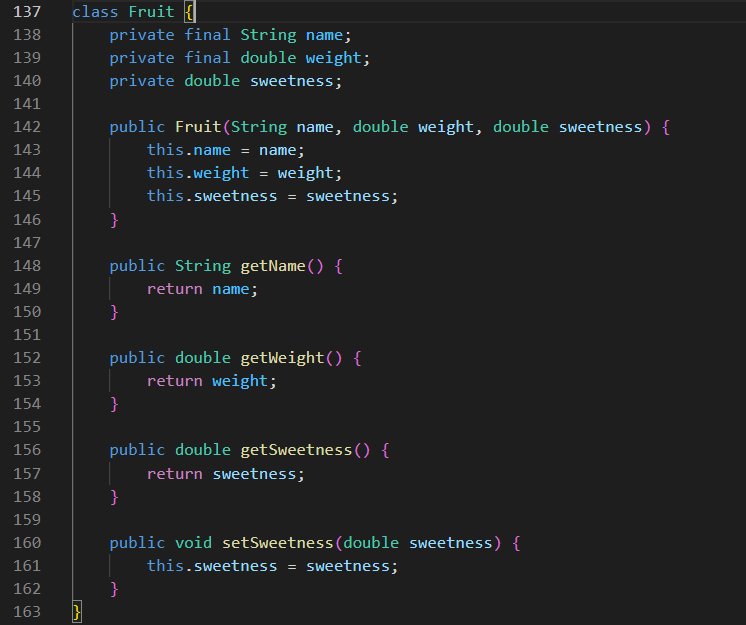 137 class Fruit {
138     private final String name;
139     private final double weight;
140     private double sweetness;
141
142     public Fruit(String name, double weight, double sweetness) {
143         this.name = name;
144         this.weight = weight;
145         this.sweetness = sweetness;
146     }
147
148     public String getName() {
149         return name;
150     }
151
152     public double getWeight() {
153         return weight;
154     }
155
156     public double getSweetness() {
157         return sweetness;
158     }
159
160     public void setSweetness(double sweetness) {
161         this.sweetness = sweetness;
162     }
163 }